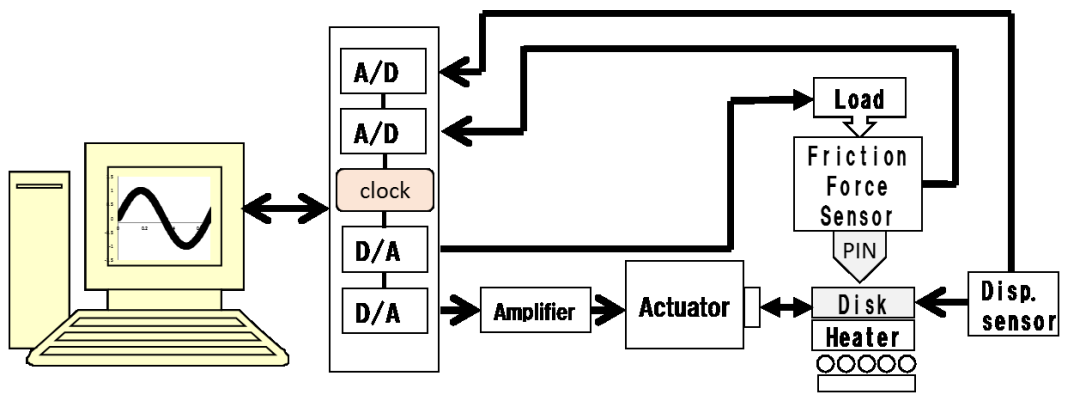 A/D
A/D
clock
D/A
D/A
Amplifier
Actuator
Load
Friction
Force
Sensor
PIN
Disk
Heater
Disp.
sensor